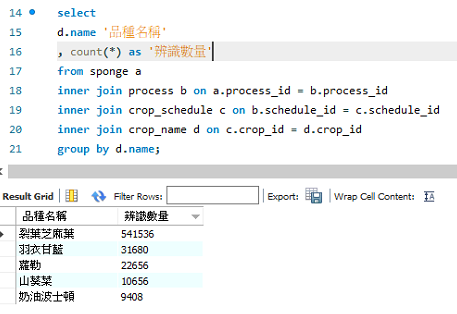 14 select
15 d.name '品種名稱'
16 , count(*) as '辨識數量'
17 from sponge a
18 inner join process b on a.process_id = b.process_id
19 inner join crop_schedule c on b.schedule_id = c.schedule_id
20 inner join crop_name d on c.crop_id = d.crop_id
21 group by d.name;
Result Grid Filter Rows: Export: Wrap Cell Content:
品種名稱 辨識數量
裂葉芝麻葉 541536
羽衣甘藍 31680
蘿勒 22656
山葵菜 10656
奶油波士頓 9408